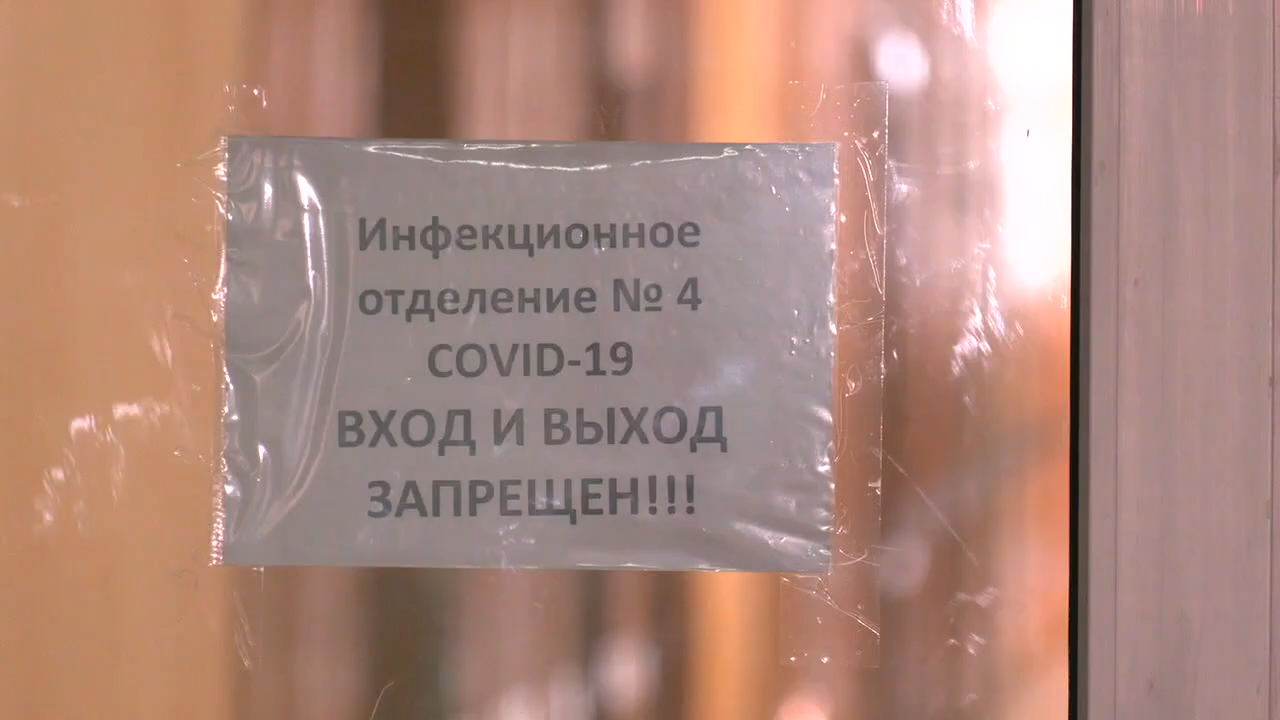 Инфекционное
отделение № 4
COVID-19
ВХОД И ВЫХОД
ЗАПРЕЩЕН!!!